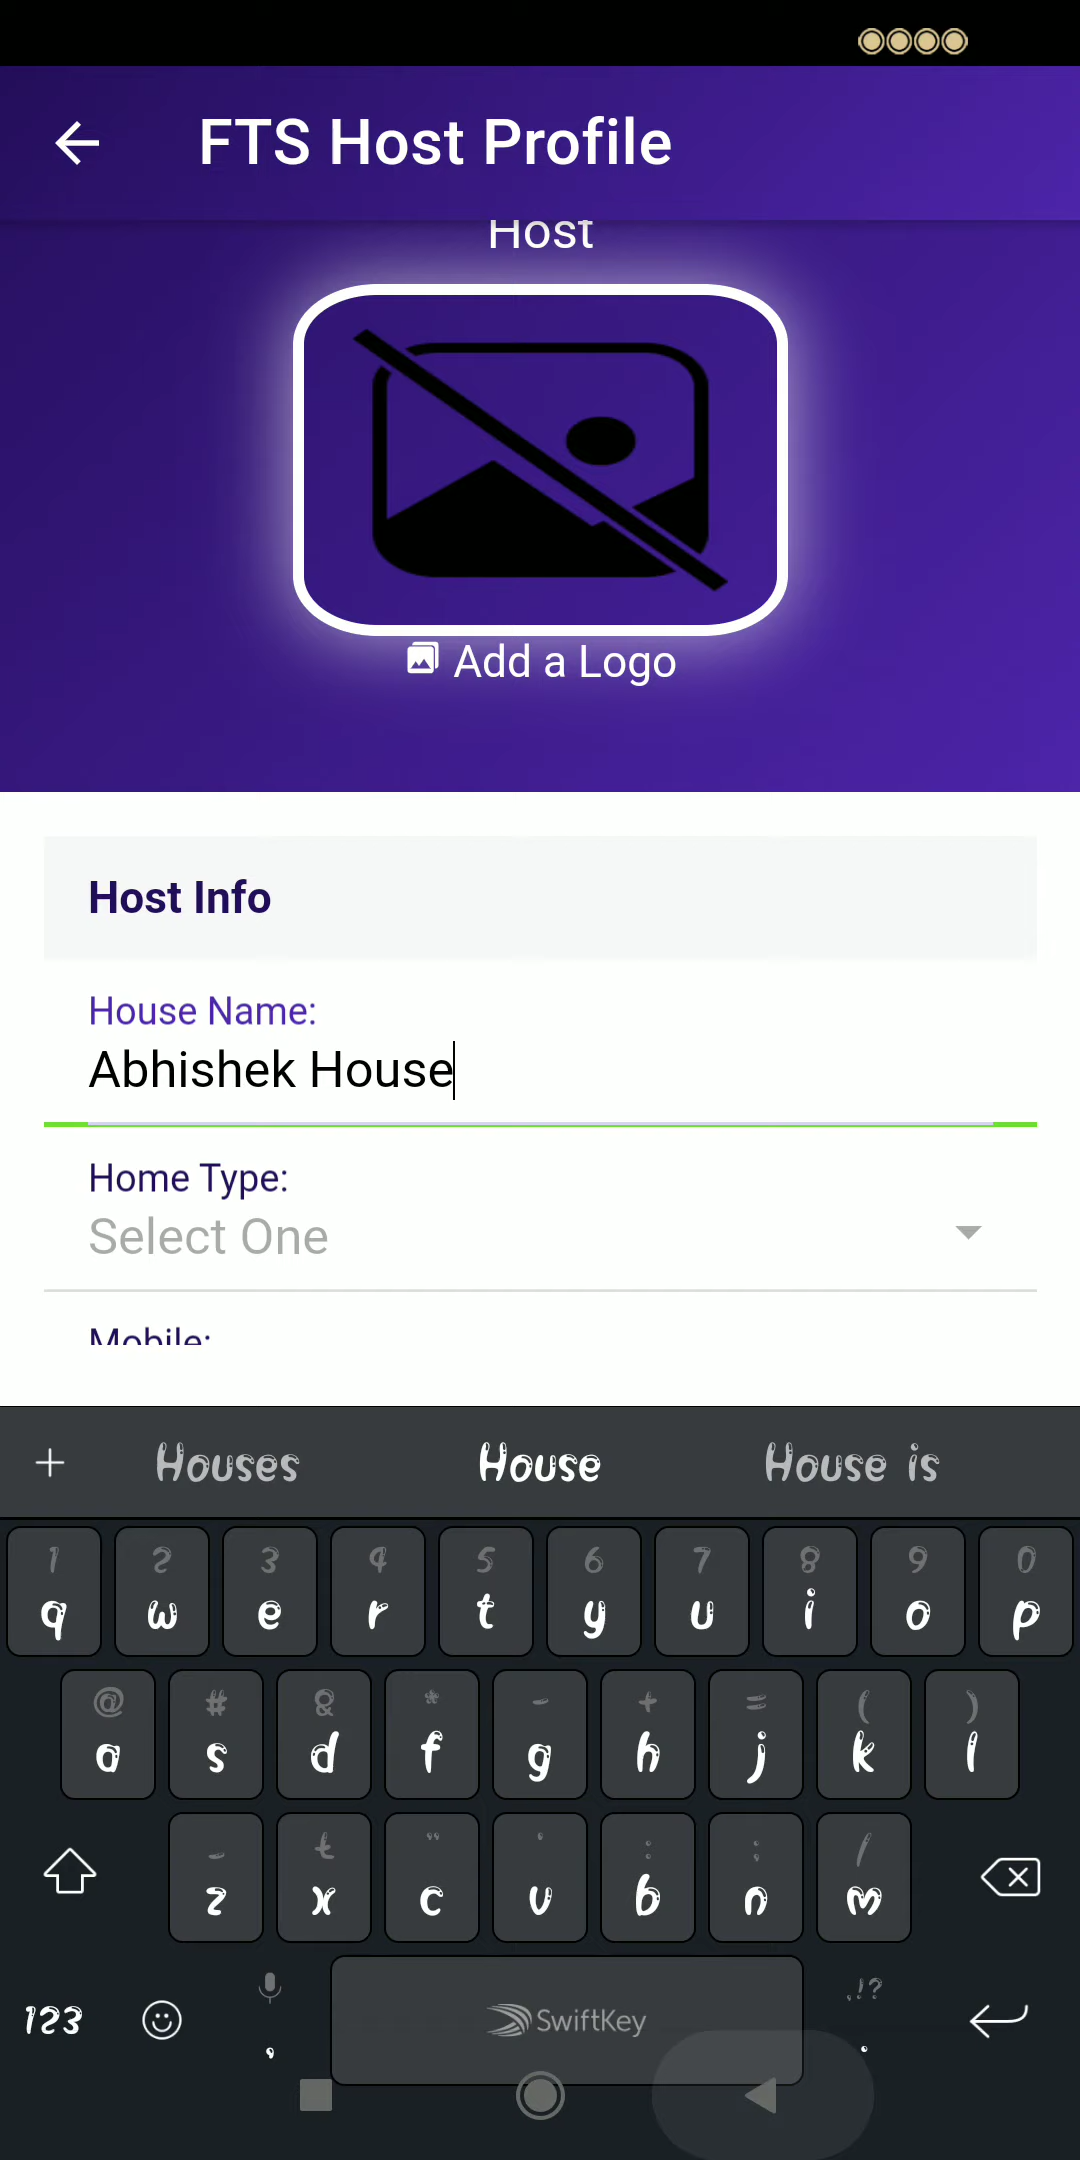 FTS Host Profile
Host
Add a Logo
Host Info
House Name:
Abhishek House
Home Type:
Select One
Mobile:
Houses House House is
1 2 3 4 5 6 7 8 9 0
q w e r t y u i o p
@ # & * - + = ( )
a s d f g h j k l
z x c v b n m
123 , SwiftKey .
,!?